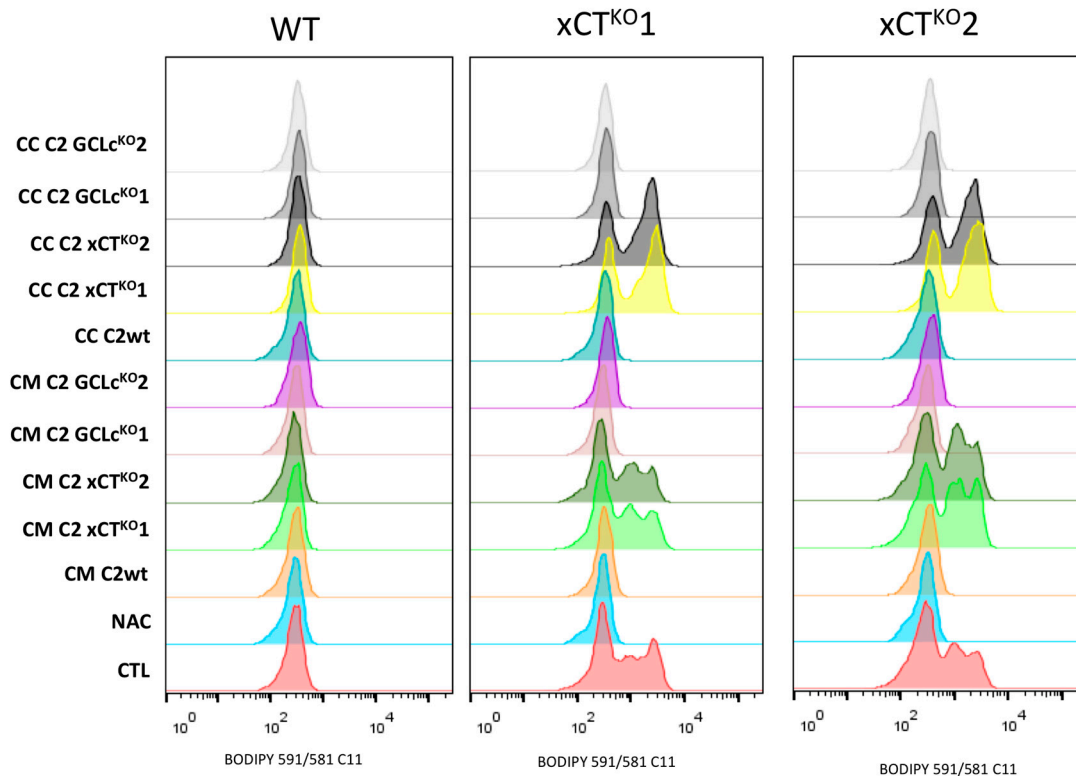 WT xCTᴷᴼ1 xCTᴷᴼ2
CC C2 GCLcᴷᴼ2
CC C2 GCLcᴷᴼ1
CC C2 xCTᴷᴼ2
CC C2 xCTᴷᴼ1
CC C2wt
CM C2 GCLcᴷᴼ2
CM C2 GCLcᴷᴼ1
CM C2 xCTᴷᴼ2
CM C2 xCTᴷᴼ1
CM C2wt
NAC
CTL
10⁰ 10² 10⁴ 10⁰ 10² 10⁴ 10⁰ 10² 10⁴
BODIPY 591/581 C11 BODIPY 591/581 C11 BODIPY 591/581 C11